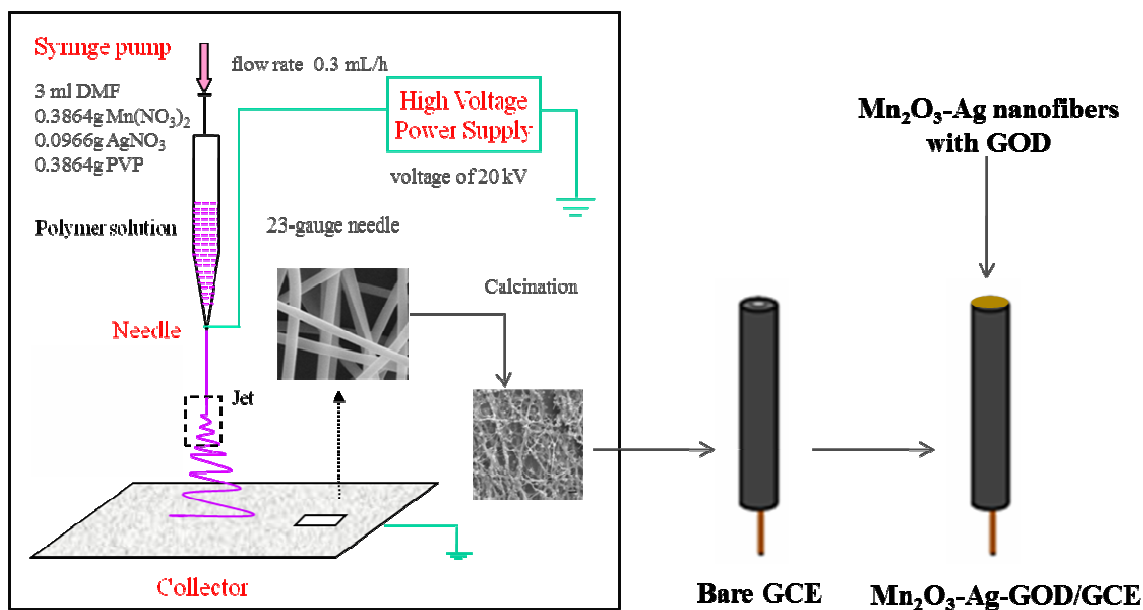 Syringe pump
flow rate 0.3 mL/h
3 ml DMF
0.3864g Mn(NO₃)₂
0.0966g AgNO₃
0.3864g PVP
High Voltage
Power Supply
voltage of 20 kV
Polymer solution
23-gauge needle
Calcination
Needle
Jet
Collector
Mn₂O₃-Ag nanofibers
with GOD
Bare GCE
Mn₂O₃-Ag-GOD/GCE